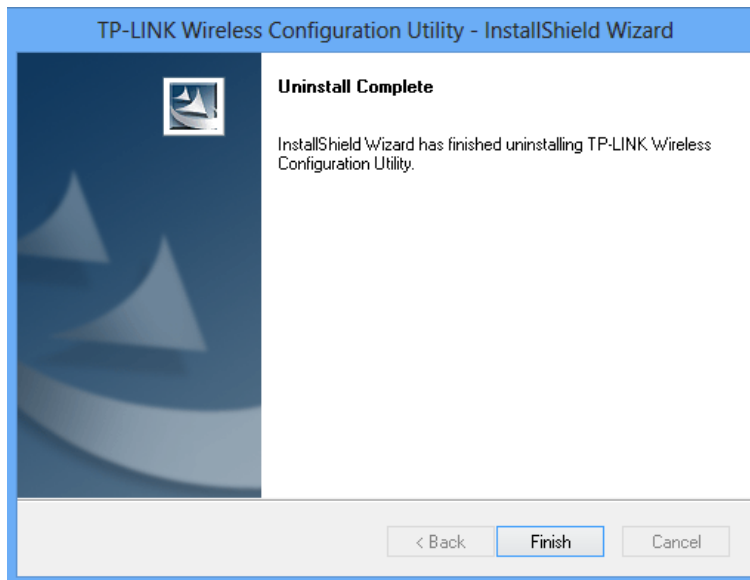 TP-LINK Wireless Configuration Utility - InstallShield Wizard
Uninstall Complete
InstallShield Wizard has finished uninstalling TP-LINK Wireless
Configuration Utility.
< Back
Finish
Cancel